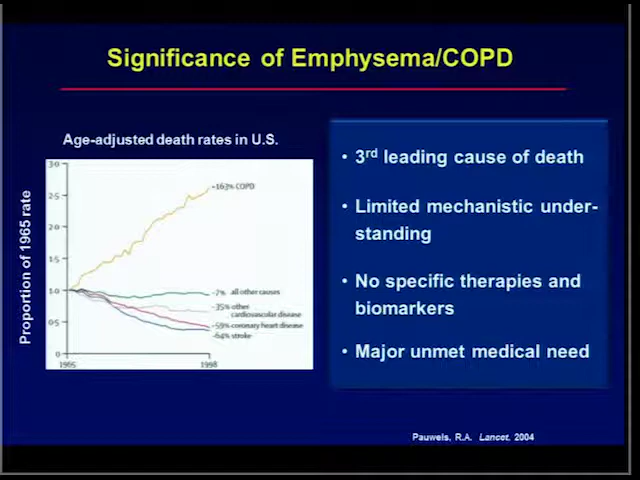 Significance of Emphysema/COPD
Age-adjusted death rates in U.S.
Proportion of 1965 rate
3·0
2·5
2·0
1·5
1·0
0·5
0
1965
1998
+163% COPD
–7% all other causes
–35% other
cardiovascular disease
–59% coronary heart disease
–64% stroke
• 3rd leading cause of death
• Limited mechanistic under-
standing
• No specific therapies and
biomarkers
• Major unmet medical need
Pauwels, R.A. Lancet. 2004